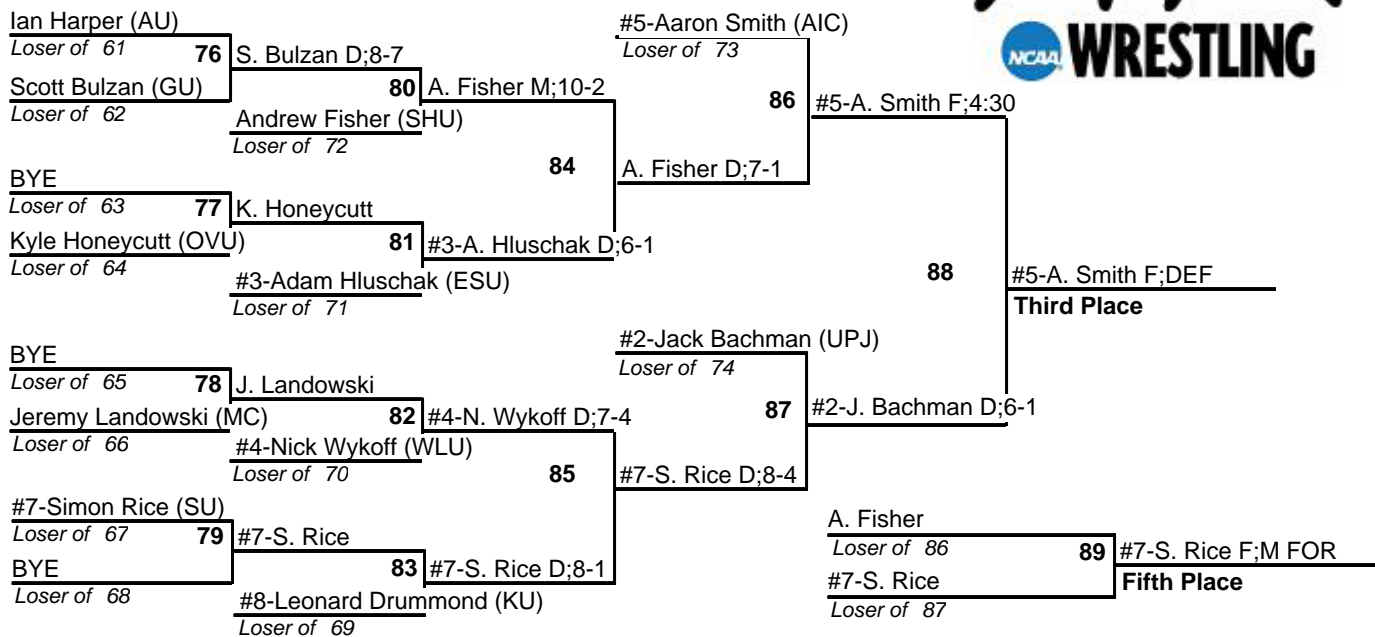 Ian Harper (AU)
Loser of 61
76
S. Bulzan D;8-7
Scott Bulzan (GU)
Loser of 62
80
A. Fisher M;10-2
Andrew Fisher (SHU)
Loser of 72
BYE
Loser of 63
77
K. Honeycutt
Kyle Honeycutt (OVU)
Loser of 64
81
#3-A. Hluschak D;6-1
#3-Adam Hluschak (ESU)
Loser of 71
84
A. Fisher D;7-1
#5-Aaron Smith (AIC)
Loser of 73
86
#5-A. Smith F;4:30
NCAA WRESTLING
88
#5-A. Smith F;DEF
Third Place
BYE
Loser of 65
78
J. Landowski
Jeremy Landowski (MC)
Loser of 66
82
#4-N. Wykoff D;7-4
#4-Nick Wykoff (WLU)
Loser of 70
#7-Simon Rice (SU)
Loser of 67
79
#7-S. Rice
BYE
Loser of 68
83
#7-S. Rice D;8-1
#8-Leonard Drummond (KU)
Loser of 69
85
#7-S. Rice D;8-4
#2-Jack Bachman (UPJ)
Loser of 74
87
#2-J. Bachman D;6-1
A. Fisher
Loser of 86
89
#7-S. Rice F;M FOR
#7-S. Rice
Fifth Place
Loser of 87